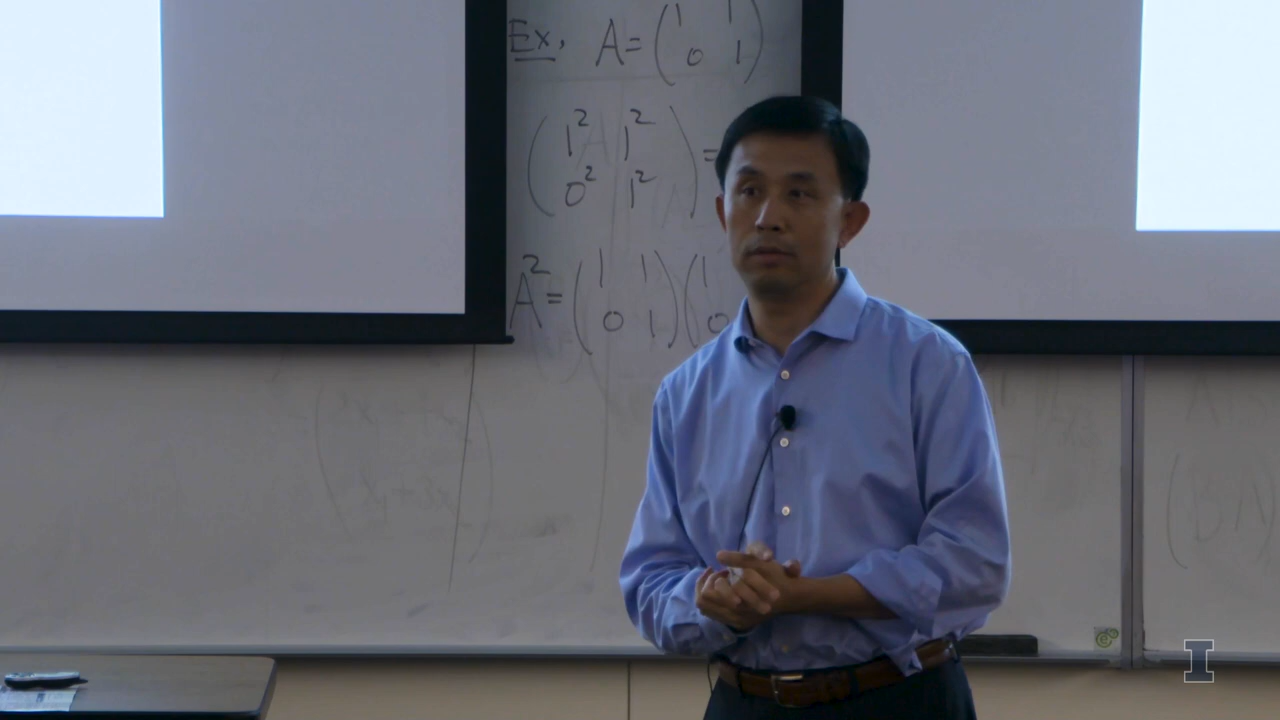 Ex. A = ( 1 1
0 1 )
( 1² 1²
0² 1² ) =
A² = ( 1 1 ) ( 1
0 1 0
I